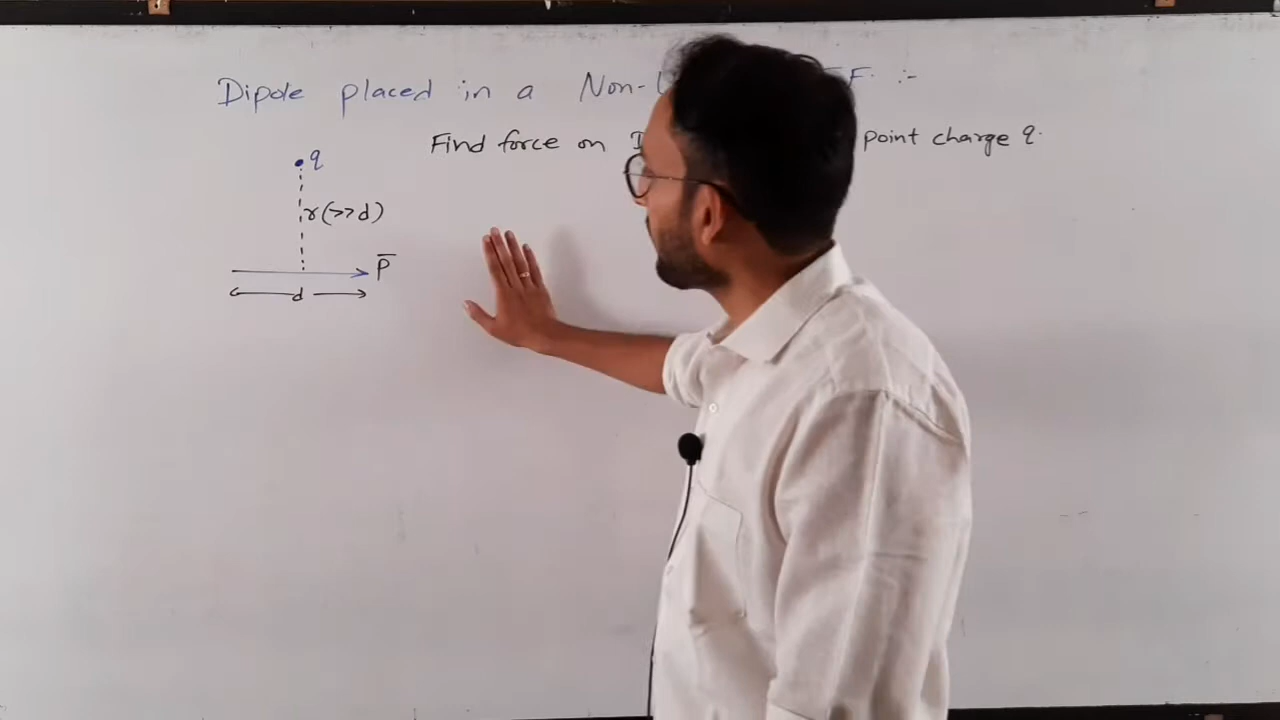 Dipole placed in a Non- F. :-
Find force on point charge q.
q
r(>>d)
P̅
d